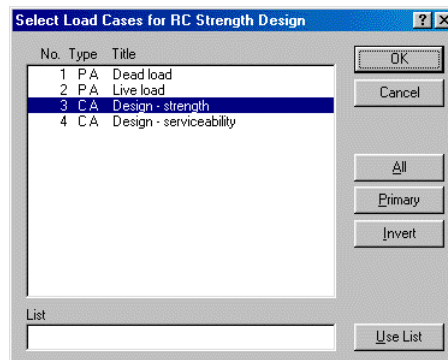 Select Load Cases for RC Strength Design
No. Type Title
1 P A Dead load
2 P A Live load
3 C A Design - strength
4 C A Design - serviceability
OK
Cancel
All
Primary
Invert
List
Use List